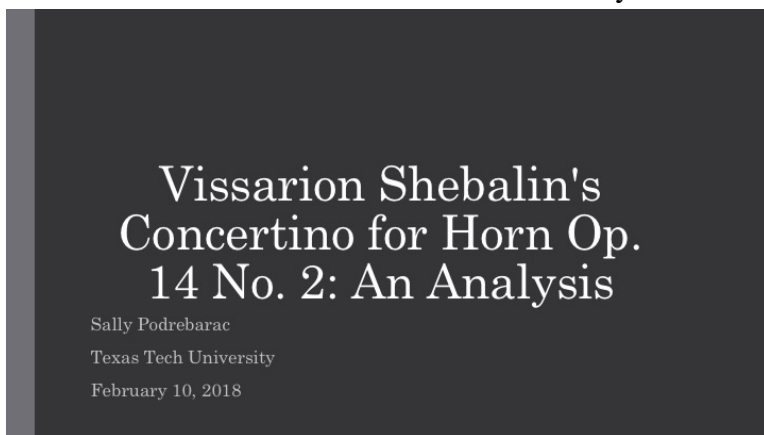 Vissarion Shebalin's
Concertino for Horn Op.
14 No. 2: An Analysis
Sally Podrebarac
Texas Tech University
February 10, 2018